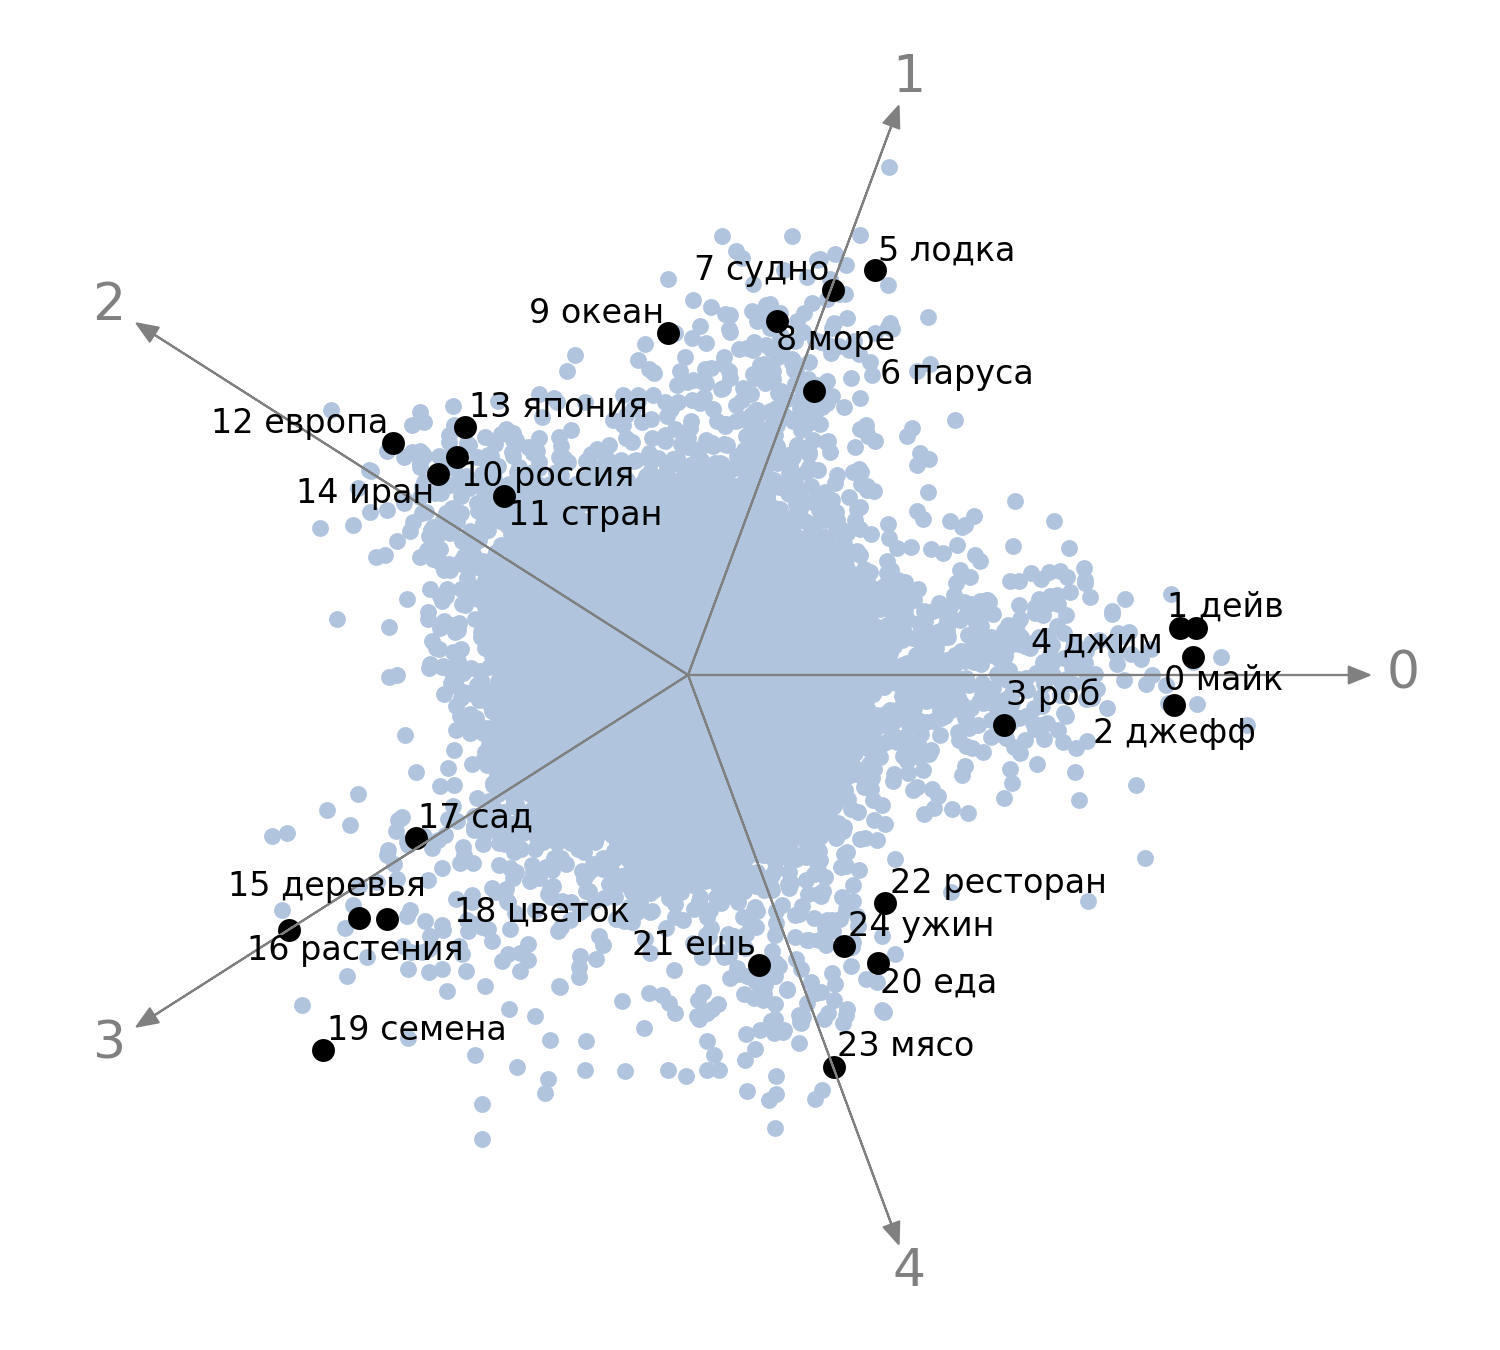 1
5 лодка
7 судно
2
9 океан
8 море
6 паруса
13 япония
12 европа
10 россия
14 иран
11 стран
1 дейв
4 джим
0
0 майк
3 роб
2 джефф
17 сад
15 деревья
22 ресторан
18 цветок
24 ужин
21 ешь
16 растения
20 еда
19 семена
3
23 мясо
4